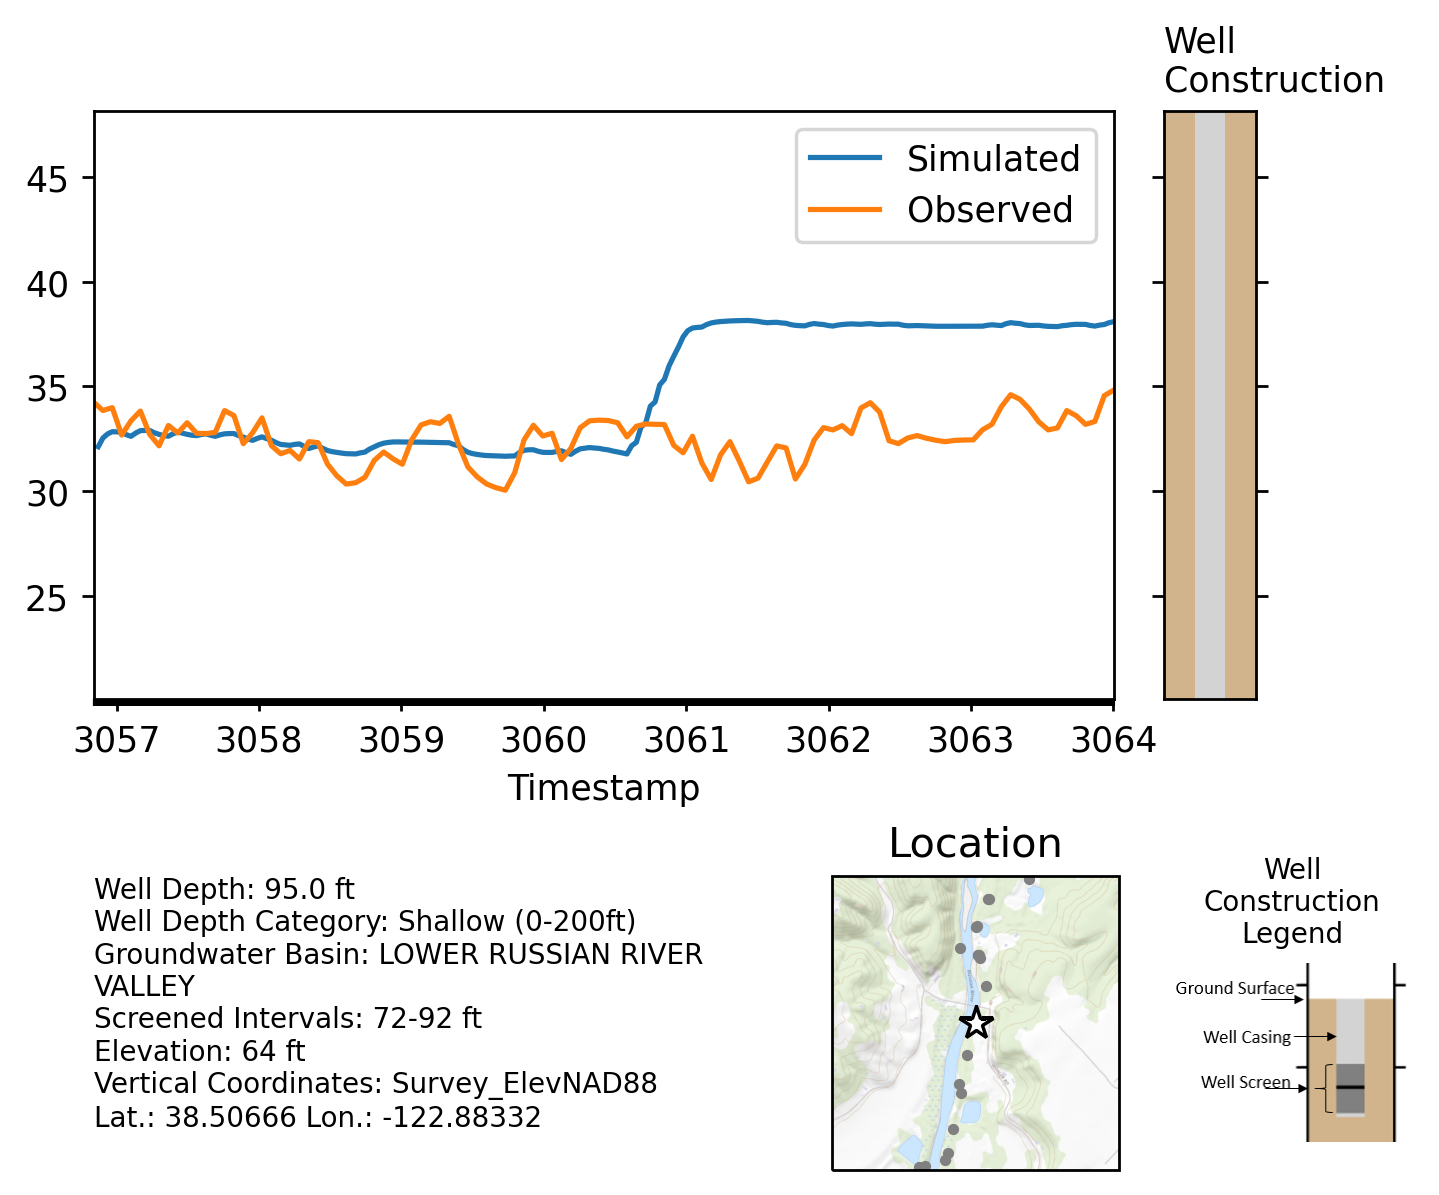 Well
Construction
Simulated
Observed
45
40
35
30
25
3057 3058 3059 3060 3061 3062 3063 3064
Timestamp
Well Depth: 95.0 ft
Well Depth Category: Shallow (0-200ft)
Groundwater Basin: LOWER RUSSIAN RIVER
VALLEY
Screened Intervals: 72-92 ft
Elevation: 64 ft
Vertical Coordinates: Survey_ElevNAD88
Lat.: 38.50666 Lon.: -122.88332
Location
Well
Construction
Legend
Ground Surface
Well Casing
Well Screen